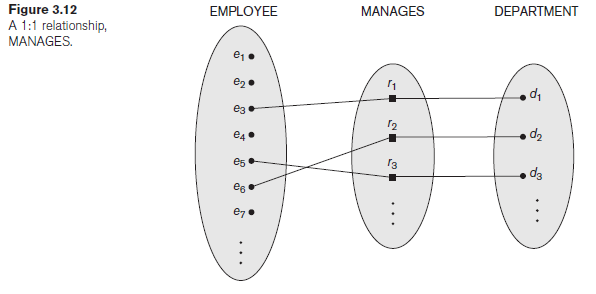 Figure 3.12
A 1:1 relationship,
MANAGES.
EMPLOYEE
MANAGES
DEPARTMENT
e1
e2
e3
e4
e5
e6
e7
r1
r2
r3
d1
d2
d3